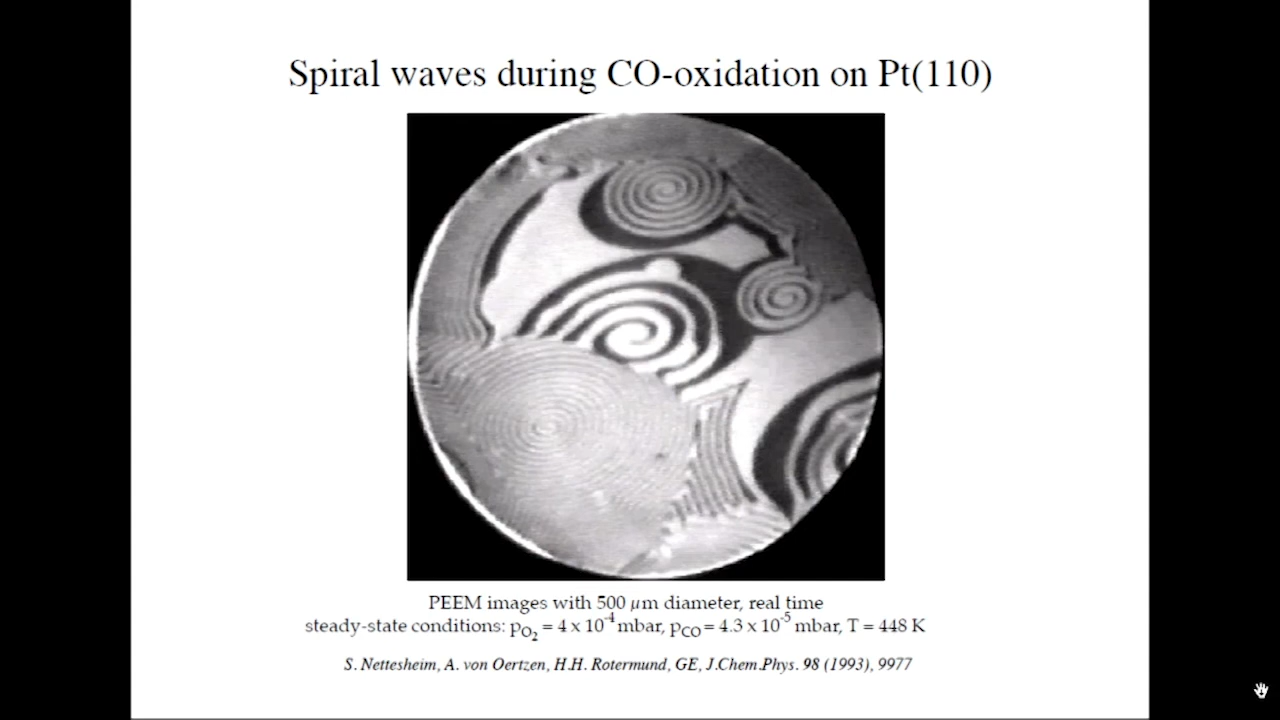 Spiral waves during CO-oxidation on Pt(110)
PEEM images with 500 µm diameter, real time
steady-state conditions: pO₂ = 4 x 10⁻⁴ mbar, pCO = 4.3 x 10⁻⁵ mbar, T = 448 K
S. Nettesheim, A. von Oertzen, H.H. Rotermund, GE, J.Chem.Phys. 98 (1993), 9977